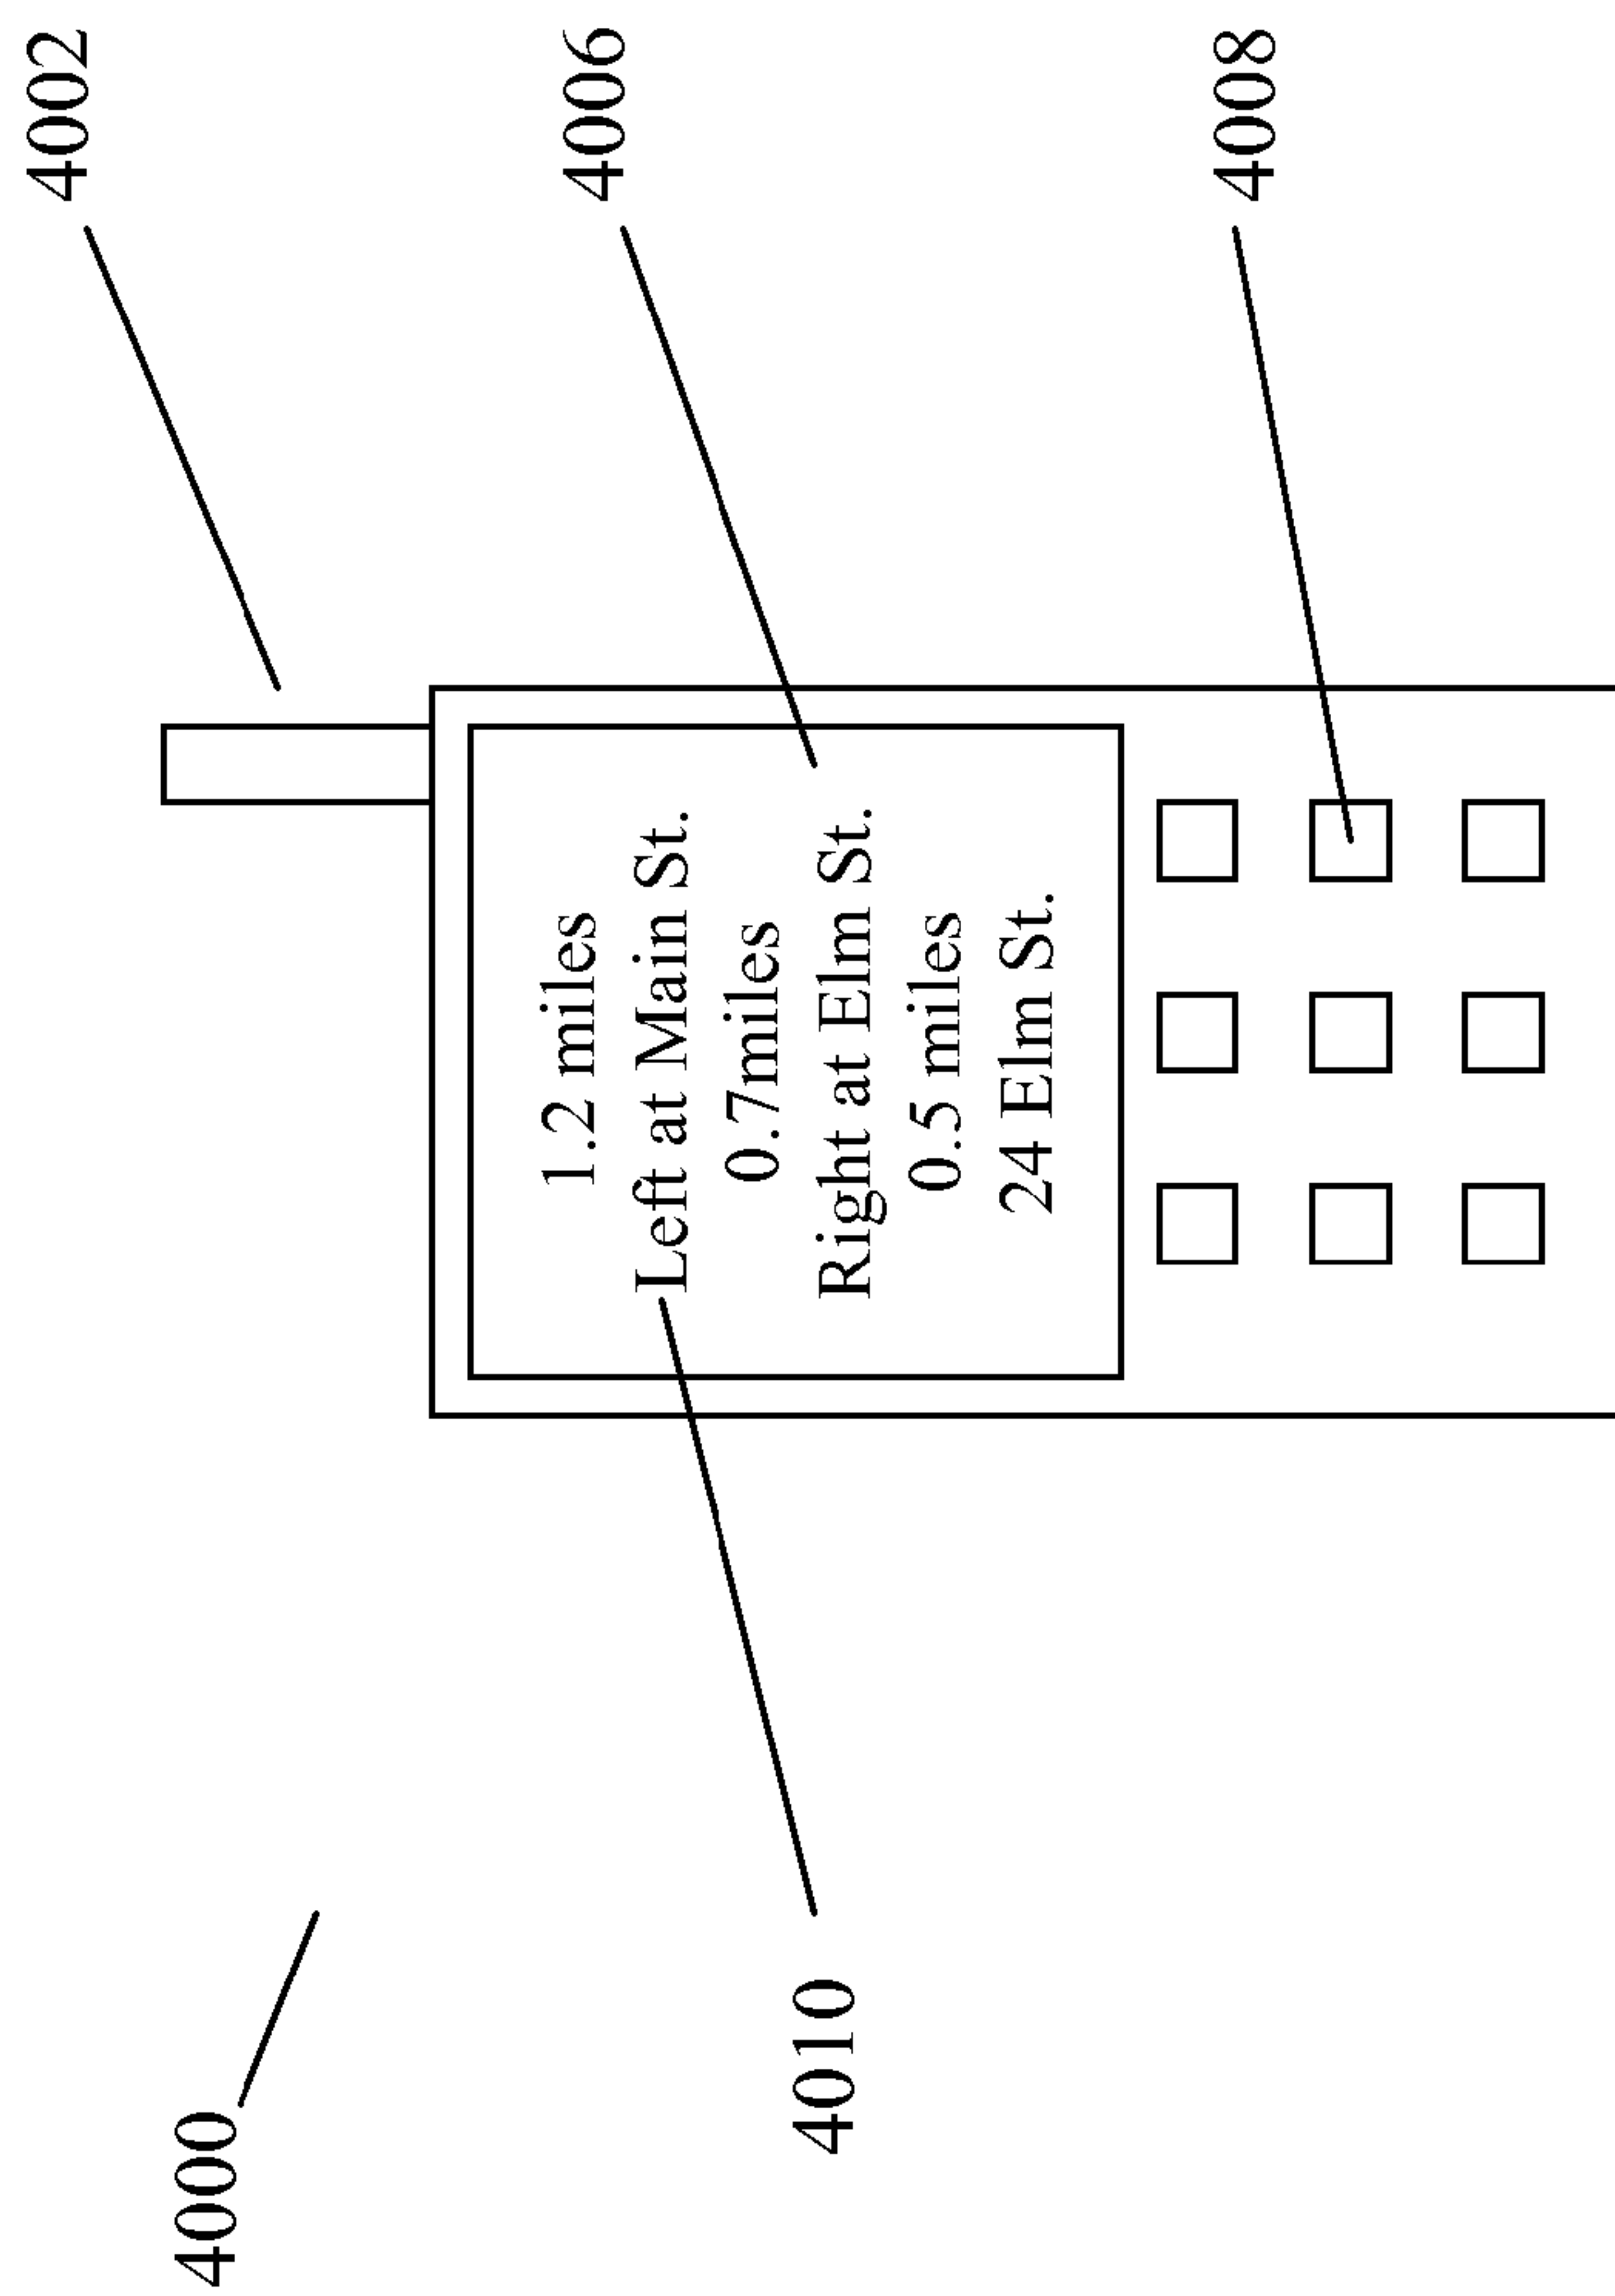 4002
4006
4008
1.2 miles
Left at Main St.
0.7miles
Right at Elm St.
0.5 miles
24 Elm St.
4000
4010